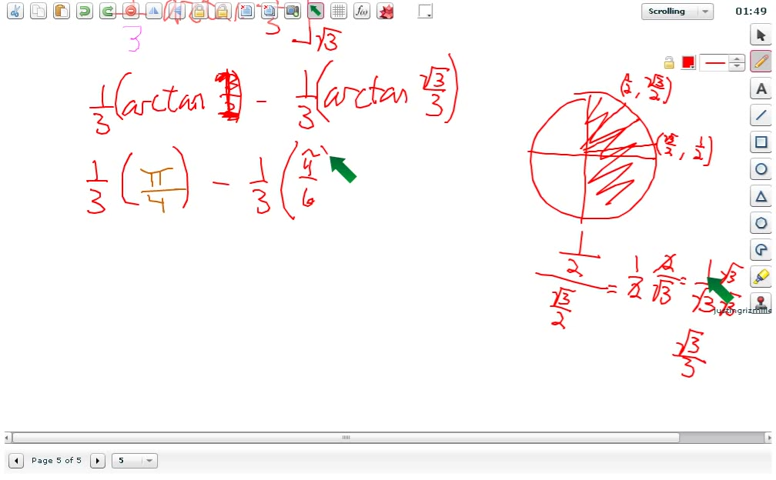 Scrolling
01:49
3
√3
1/3 (arctan      ) − 1/3 (arctan √3/3)
1/3 (π/4) − 1/3 (
6
(1/2, √3/2)
(√3/2, 1/2)
1/2 / √3/2 = 1/2 2/√3 = 1/√3 √3/√3
√3/3
Page 5 of 5
5